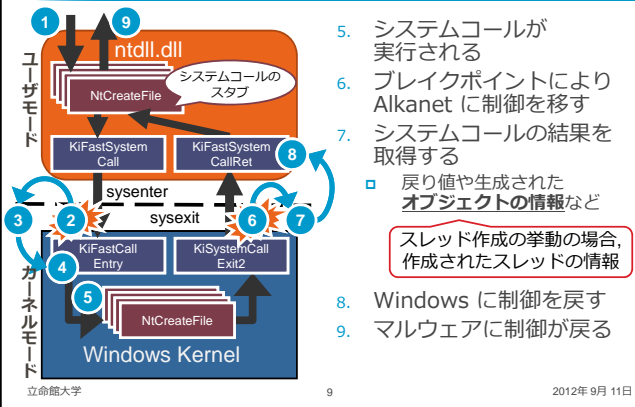 1
9
ntdll.dll
システムコールの
スタブ
NtCreateFile
ユーザモード
KiFastSystem
Call
KiFastSystem
CallRet
8
sysenter
sysexit
3
2
6
7
KiFastCall
Entry
KiSystemCall
Exit2
4
5
NtCreateFile
カーネルモード
Windows Kernel
5. システムコールが
実行される
6. ブレイクポイントにより
Alkanet に制御を移す
7. システムコールの結果を
取得する
戻り値や生成された
オブジェクトの情報など
スレッド作成の挙動の場合,
作成されたスレッドの情報
8. Windows に制御を戻す
9. マルウェアに制御が戻る
立命館大学
9
2012年 9月 11日